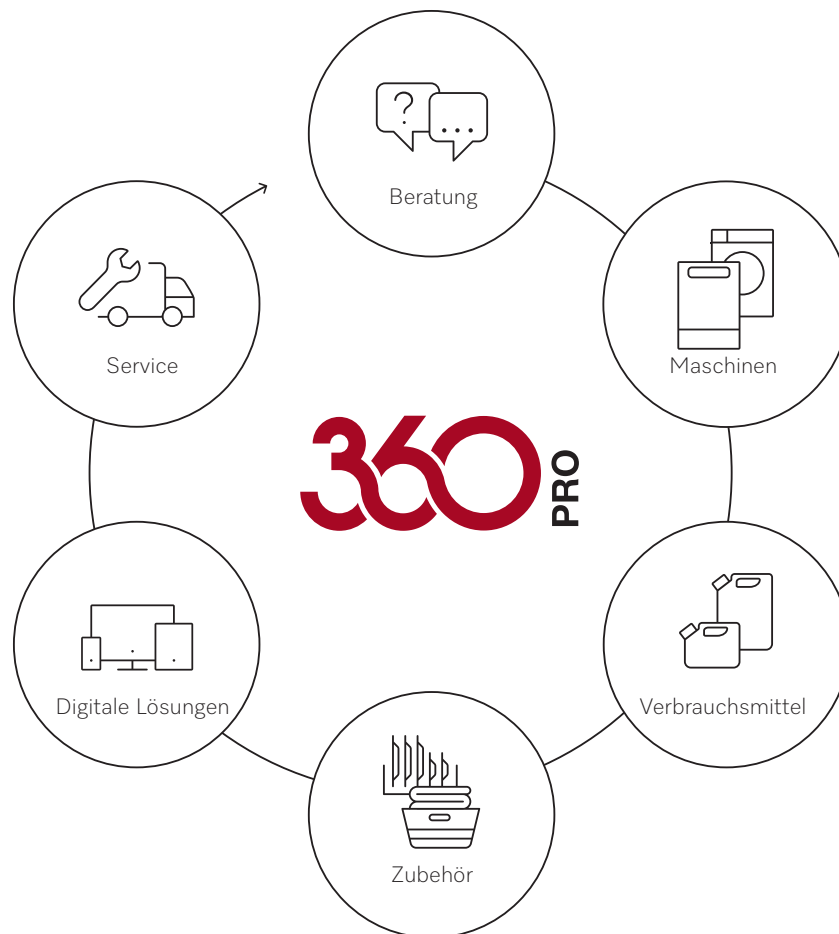 Beratung
Maschinen
Verbrauchsmittel
Zubehör
Digitale Lösungen
Service
360 PRO